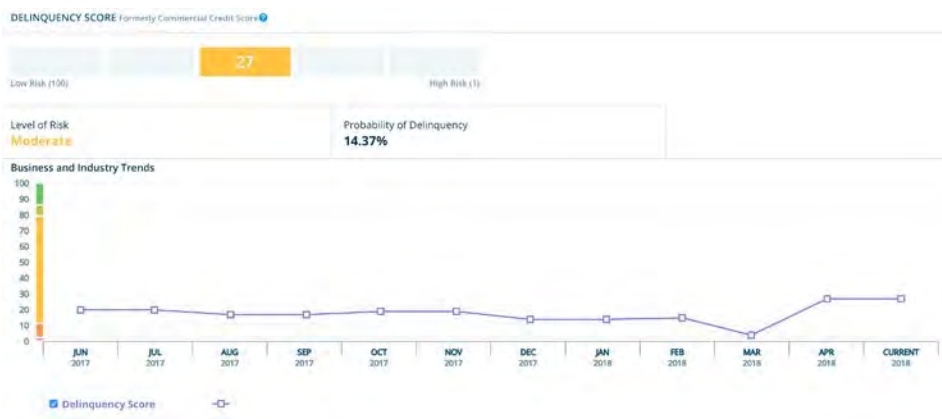 DELINQUENCY SCORE Formerly Commercial Credit Score ?
27
Low Risk (100) High Risk (1)
Level of Risk Probability of Delinquency
Moderate 14.37%
Business and Industry Trends
100
90
80
70
60
50
40
30
20
10
0
JUN JUL AUG SEP OCT NOV DEC JAN FEB MAR APR CURRENT
2017 2017 2017 2017 2017 2017 2017 2018 2018 2018 2018 2018
Delinquency Score